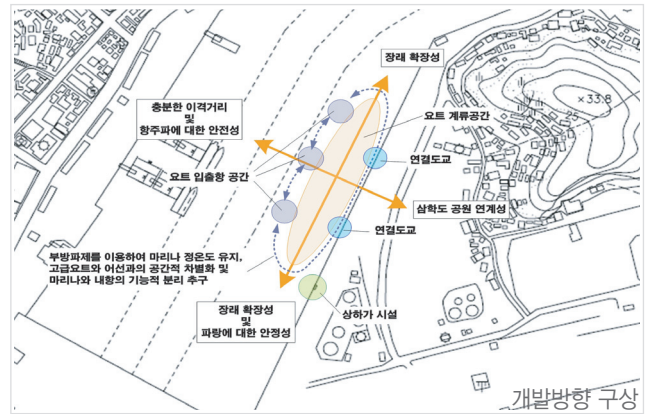 장래 확장성
×33.8
충분한 이격거리
및
항주파에 대한 안전성
요트 계류공간
연결도교
요트 입출항 공간
삼학도 공원 연계성
연결도교
부방파제를 이용하여 마리나 정온도 유지,
고급요트와 어선과의 공간적 차별화 및
마리나와 내항의 기능적 분리 추구
장래 확장성
및
파랑에 대한 안정성
상하가 시설
개발방향 구상